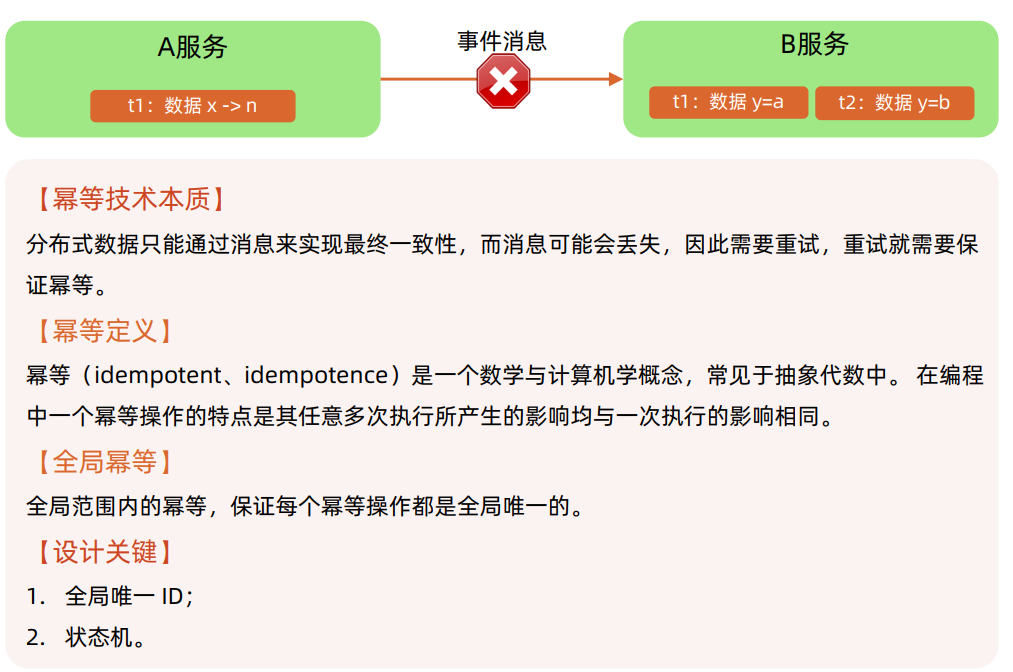 A服务
事件消息
B服务
t1：数据 x -> n
t1：数据 y=a
t2：数据 y=b
【幂等技术本质】
分布式数据只能通过消息来实现最终一致性，而消息可能会丢失，因此需要重试，重试就需要保
证幂等。
【幂等定义】
幂等（idempotent、idempotence）是一个数学与计算机学概念，常见于抽象代数中。 在编程
中一个幂等操作的特点是其任意多次执行所产生的影响均与一次执行的影响相同。
【全局幂等】
全局范围内的幂等，保证每个幂等操作都是全局唯一的。
【设计关键】
1. 全局唯一 ID；
2. 状态机。